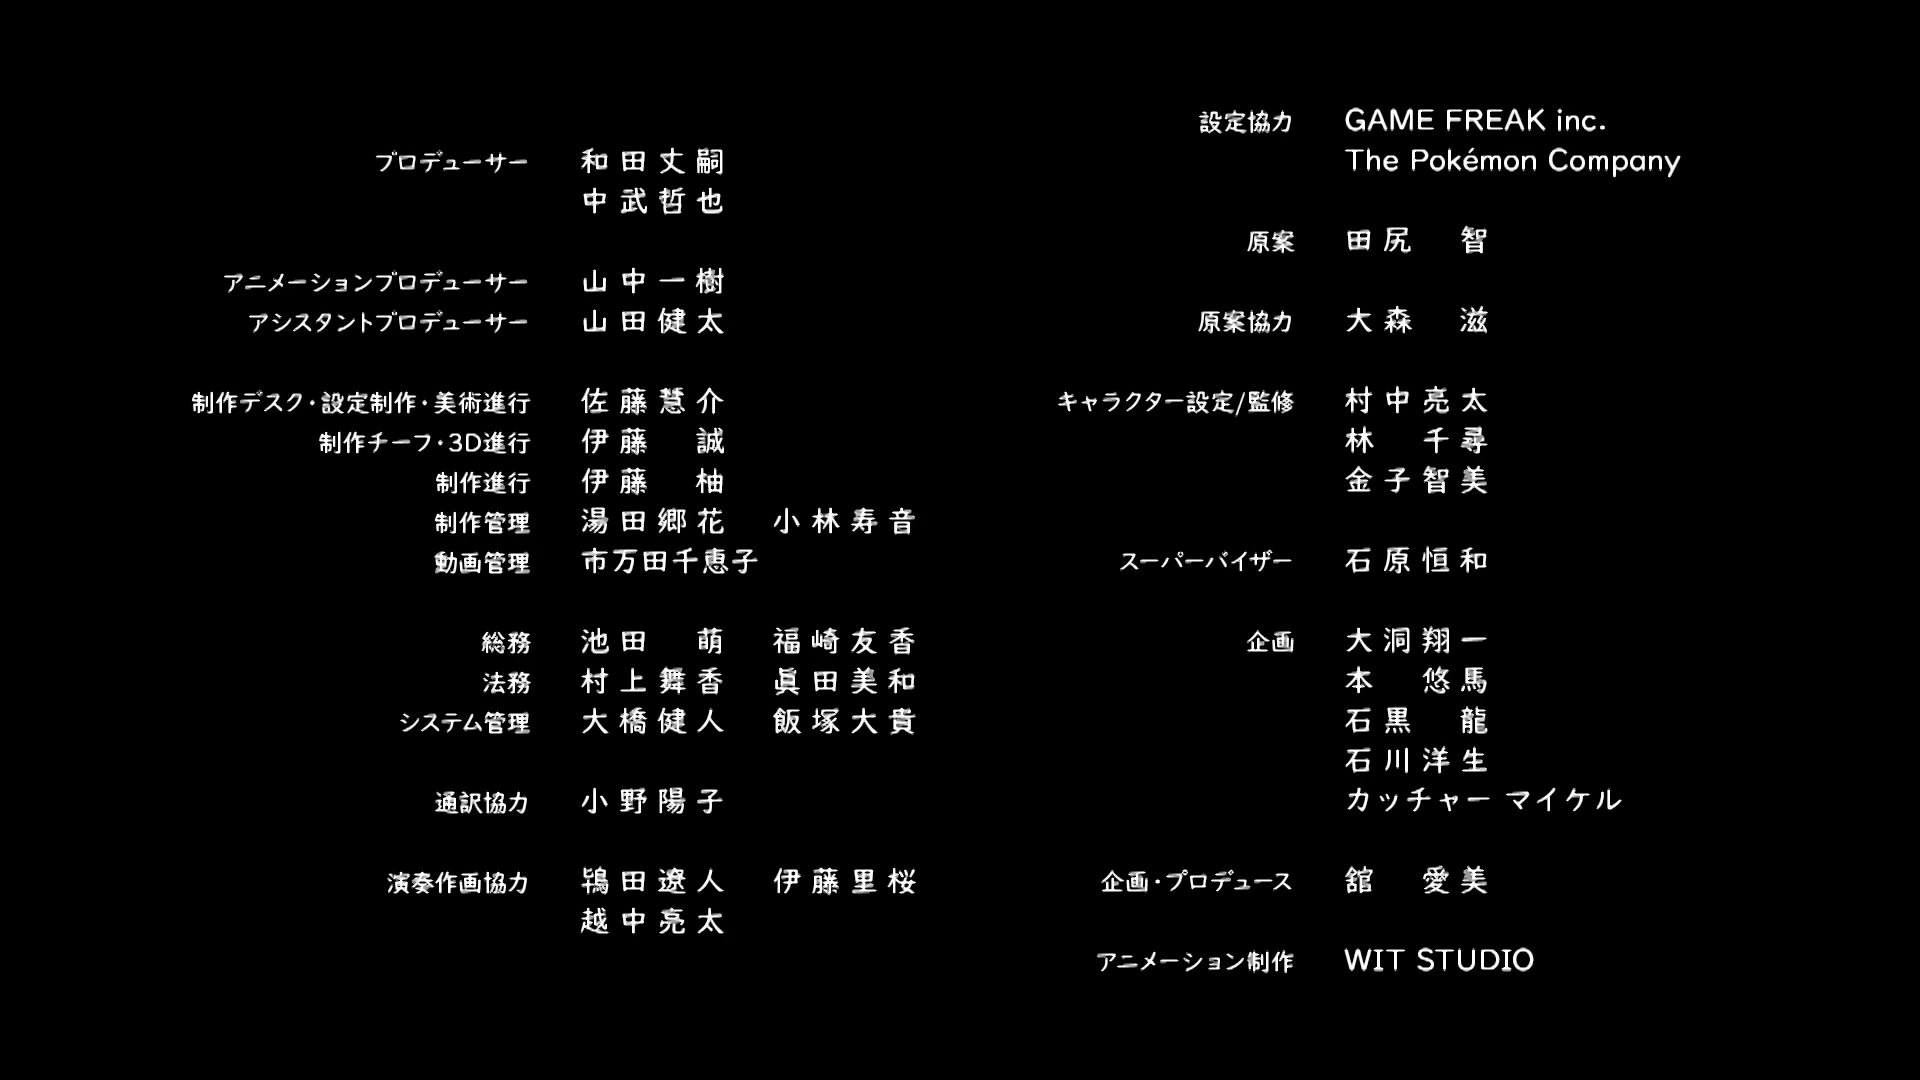 プロデューサー 和田丈嗣
中武哲也
アニメーションプロデューサー 山中一樹
アシスタントプロデューサー 山田健太
制作デスク・設定制作・美術進行 佐藤慧介
制作チーフ・3D進行 伊藤 誠
制作進行 伊藤 柚
制作管理 湯田郷花 小林寿音
動画管理 市万田千恵子
総務 池田 萌 福崎友香
法務 村上舞香 眞田美和
システム管理 大橋健人 飯塚大貴
通訳協力 小野陽子
演奏作画協力 鴇田遼人 伊藤里桜
越中亮太
設定協力 GAME FREAK inc.
The Pokémon Company
原案 田尻 智
原案協力 大森 滋
キャラクター設定/監修 村中亮太
林 千尋
金子智美
スーパーバイザー 石原恒和
企画 大洞翔一
本 悠馬
石黒 龍
石川洋生
カッチャー マイケル
企画・プロデュース 舘 愛美
アニメーション制作 WIT STUDIO